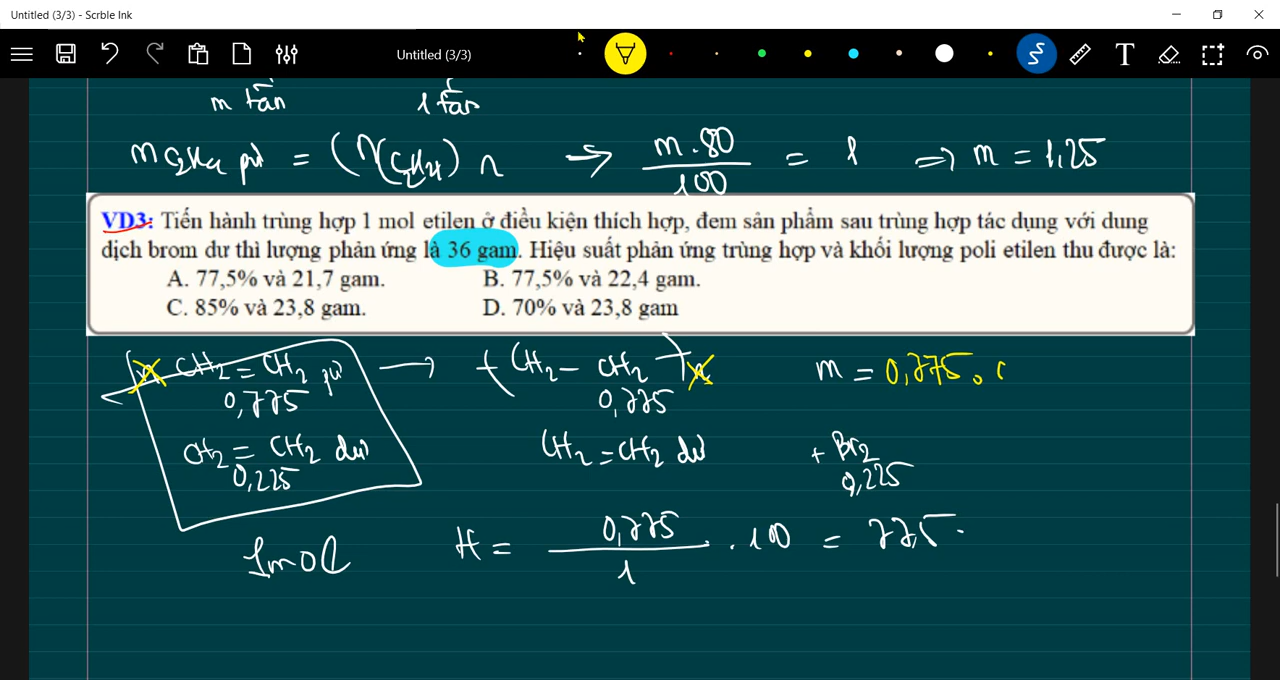 Untitled (3/3) - Scrble Ink
Untitled (3/3)
T
m tấn 1 tấn
m C2H4 pứ = (C2H4) n → m.80/100 = 1 ⇒ m = 1,25
VD3: Tiến hành trùng hợp 1 mol etilen ở điều kiện thích hợp, đem sản phẩm sau trùng hợp tác dụng với dung
dịch brom dư thì lượng phản ứng là 36 gam. Hiệu suất phản ứng trùng hợp và khối lượng poli etilen thu được là:
A. 77,5% và 21,7 gam. B. 77,5% và 22,4 gam.
C. 85% và 23,8 gam. D. 70% và 23,8 gam
n CH2 = CH2 pứ → ( CH2 - CH2 )n m = 0,775.
0,775 0,775
CH2 = CH2 dư CH2 = CH2 dư + Br2
0,225 0,225
1 mol H = 0,775/1 . 100 = 77,5